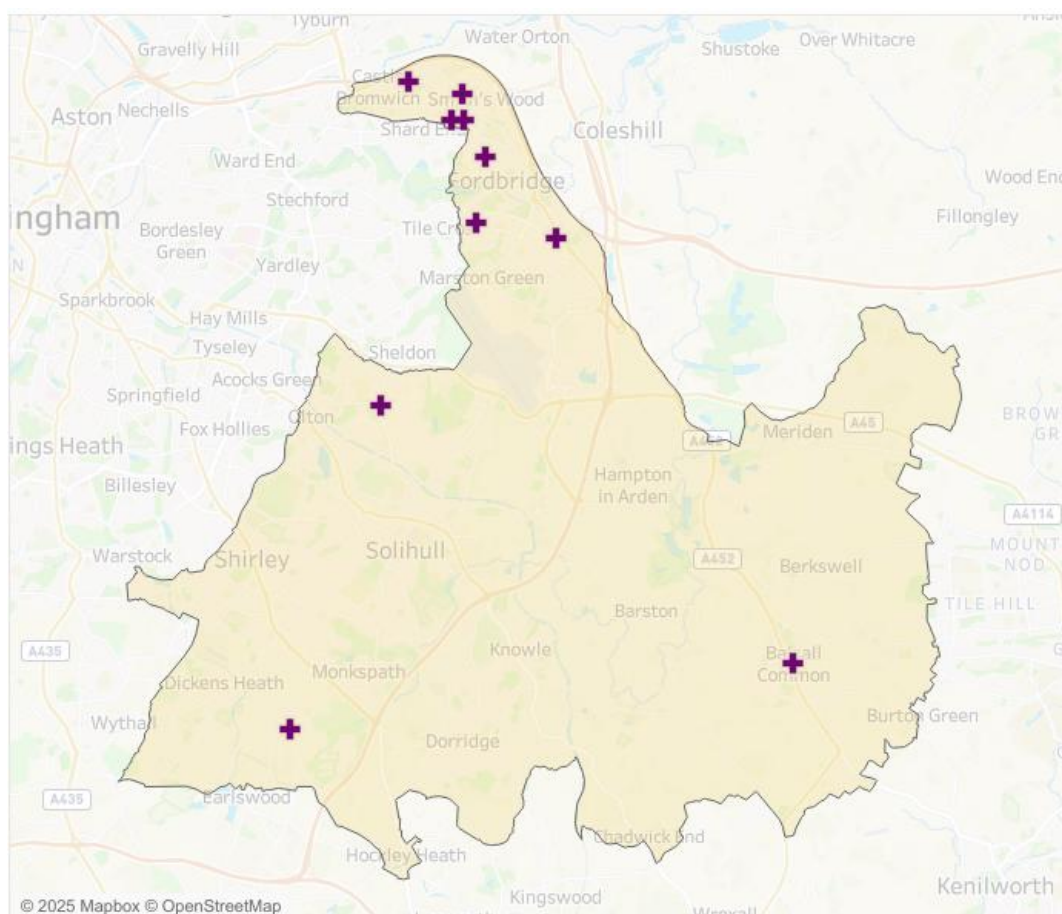 Tyburn
Water Orton
Over Whitacre
Gravelly Hill
Shustoke
Bromwich
Smith's Wood
Aston
Nechells
Shard End
Coleshill
Ward End
Wood End
Stechford
Fordbridge
Fillongley
ingham
Bordesley
Green
Tile Cross
Yardley
Marston Green
Sparkbrook
Hay Mills
Tyseley
Sheldon
Acocks Green
Springfield
Olton
Fox Hollies
A45
Meriden
ings Heath
Hampton
in Arden
Billesley
A4114
MOUNT
NOD
Warstock
Shirley
Solihull
A452
Berkswell
TILE HILL
Barston
A435
Knowle
Monkspath
Balsall
Common
Dickens Heath
Wythall
Burton Green
Dorridge
A435
Earlswood
Chadwick End
Hockley Heath
Kenilworth
Kingswood
© 2025 Mapbox © OpenStreetMap